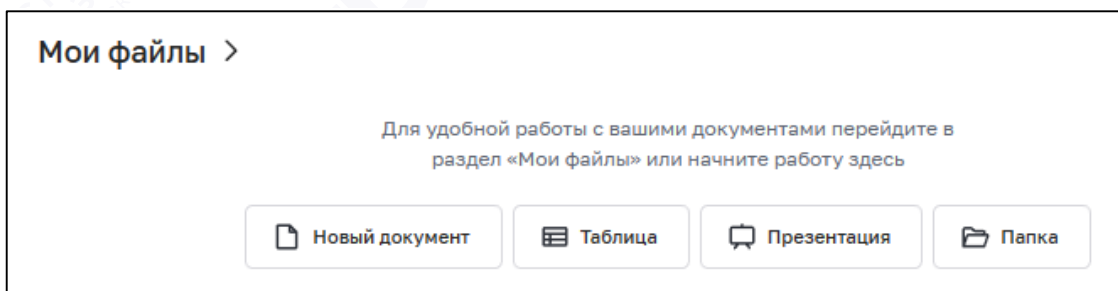 Мои файлы >
Для удобной работы с вашими документами перейдите в
раздел «Мои файлы» или начните работу здесь
Новый документ Таблица Презентация Папка